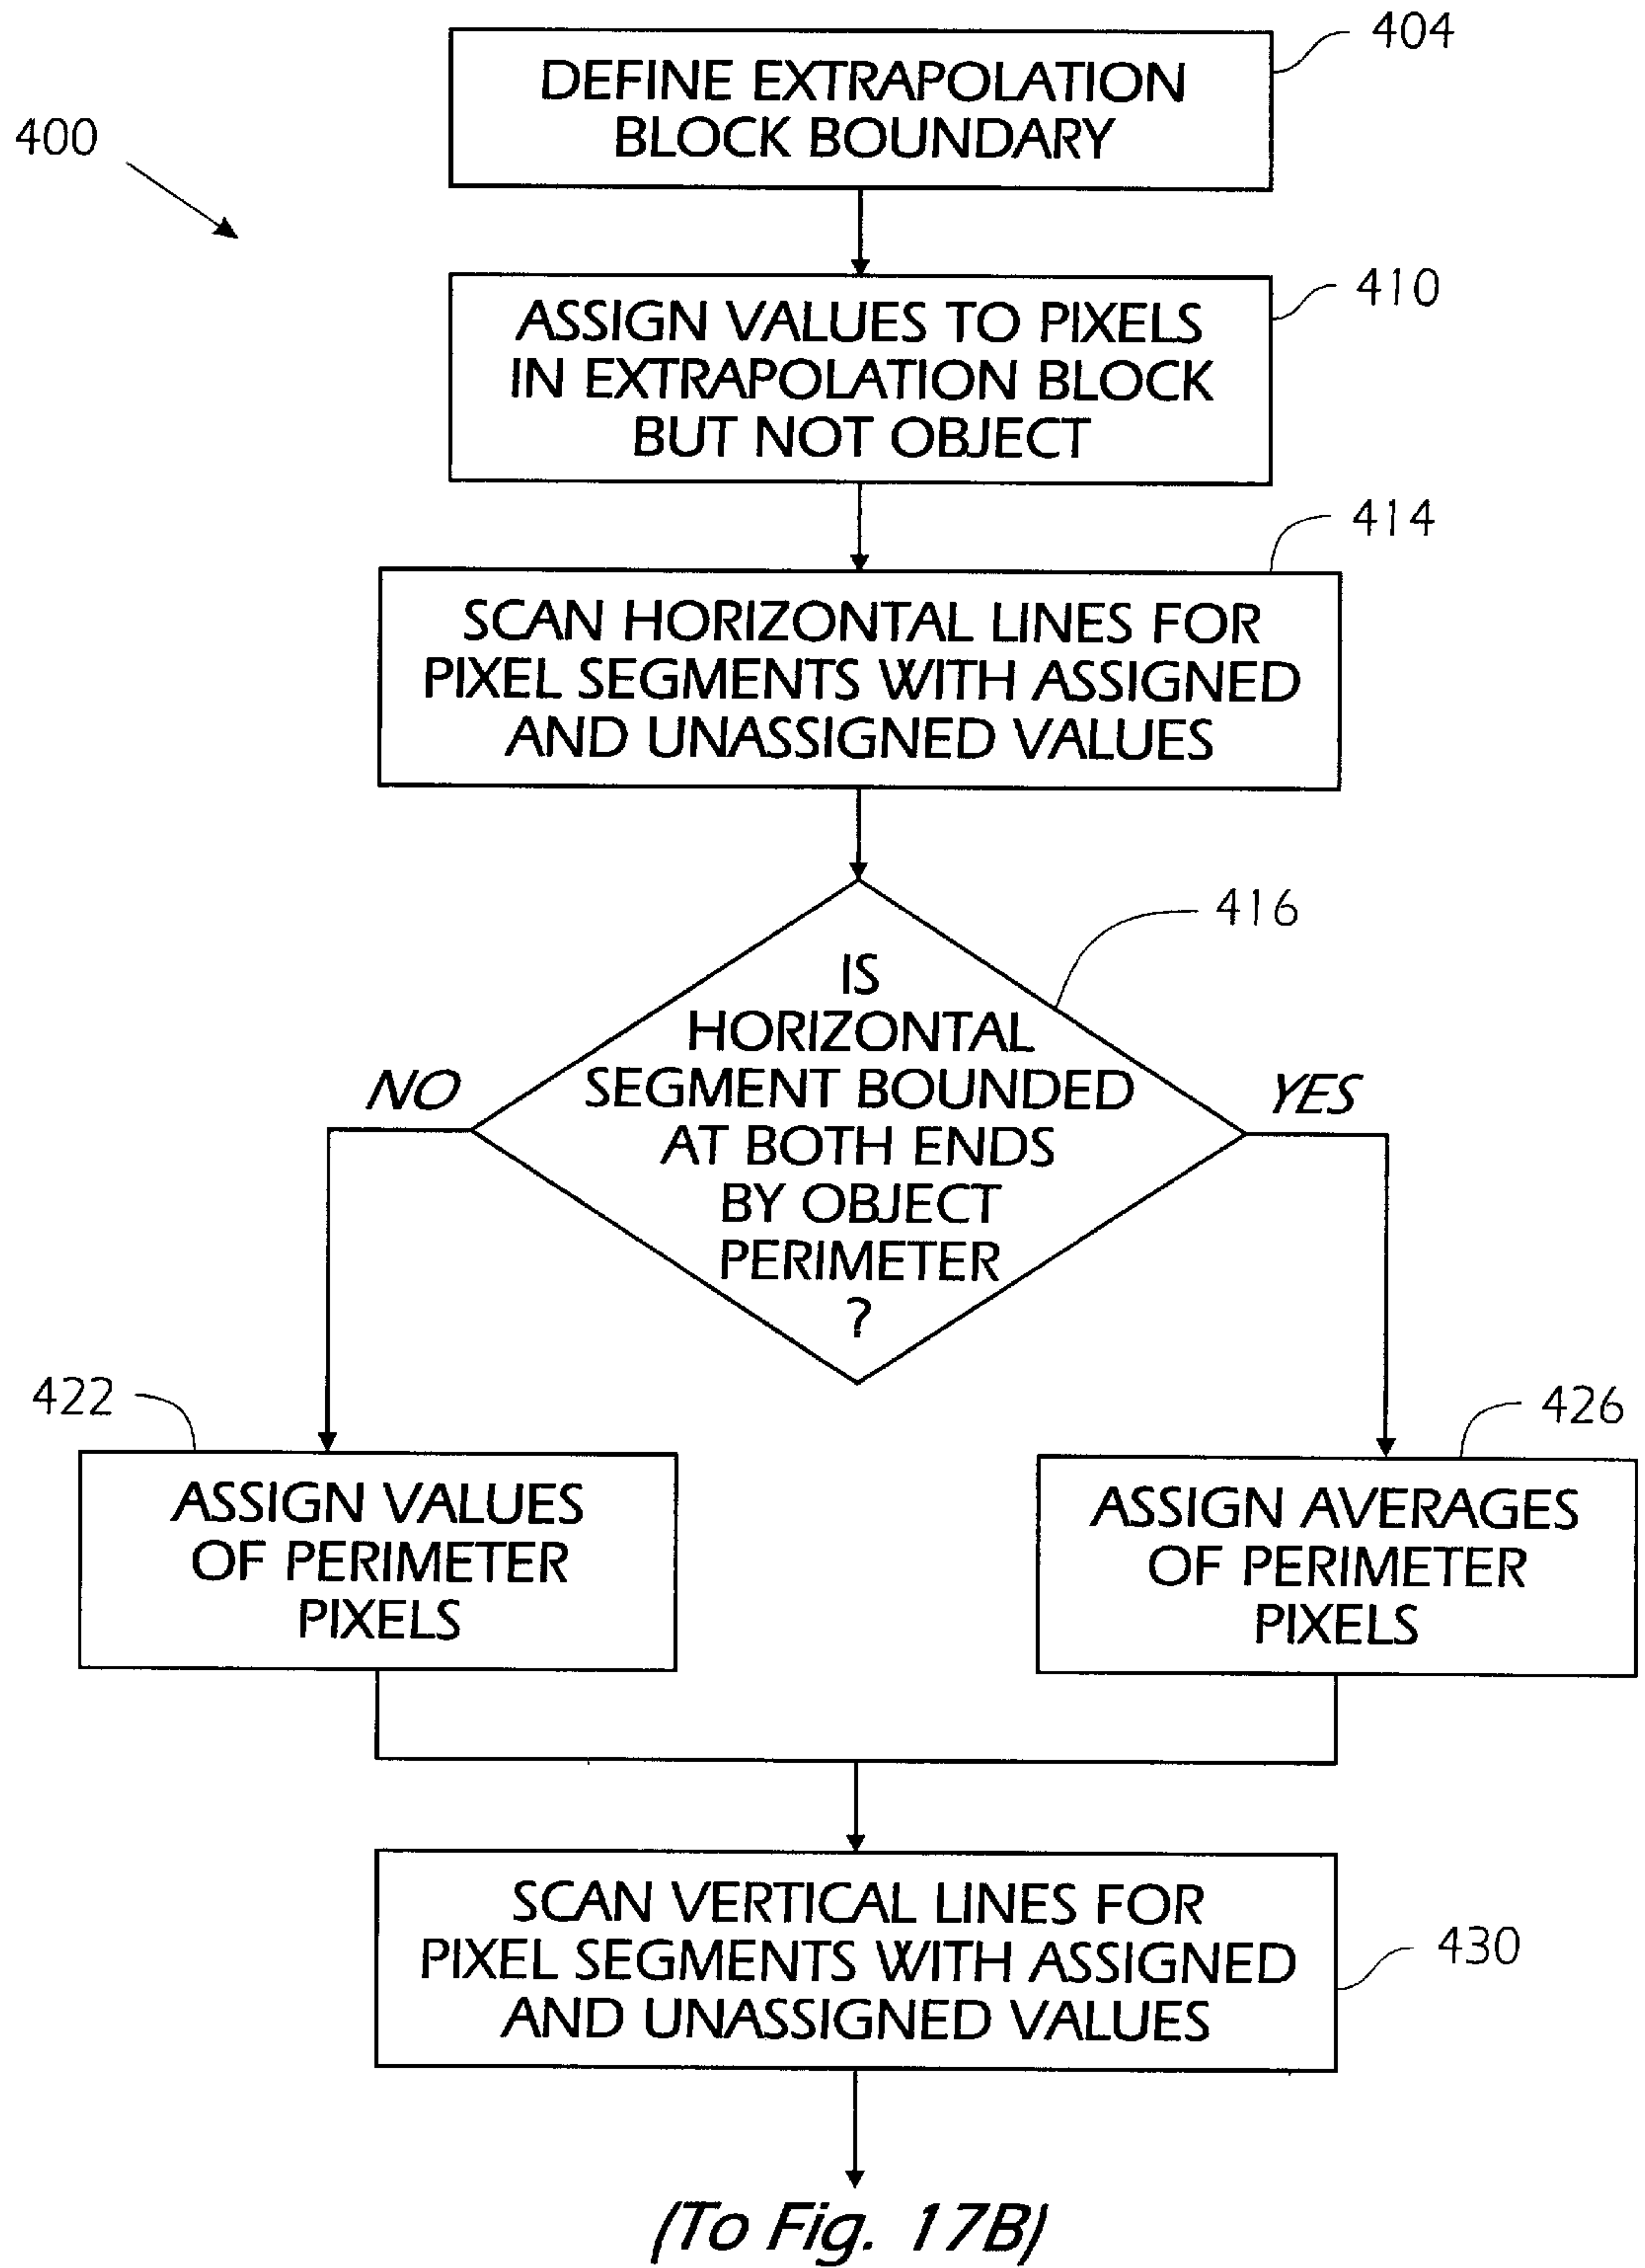 404
DEFINE EXTRAPOLATION
BLOCK BOUNDARY
400
410
ASSIGN VALUES TO PIXELS
IN EXTRAPOLATION BLOCK
BUT NOT OBJECT
414
SCAN HORIZONTAL LINES FOR
PIXEL SEGMENTS WITH ASSIGNED
AND UNASSIGNED VALUES
416
IS
HORIZONTAL
SEGMENT BOUNDED
AT BOTH ENDS
BY OBJECT
PERIMETER
?
NO
YES
422
ASSIGN VALUES
OF PERIMETER
PIXELS
426
ASSIGN AVERAGES
OF PERIMETER
PIXELS
SCAN VERTICAL LINES FOR
PIXEL SEGMENTS WITH ASSIGNED
AND UNASSIGNED VALUES
430
(To Fig. 17B)